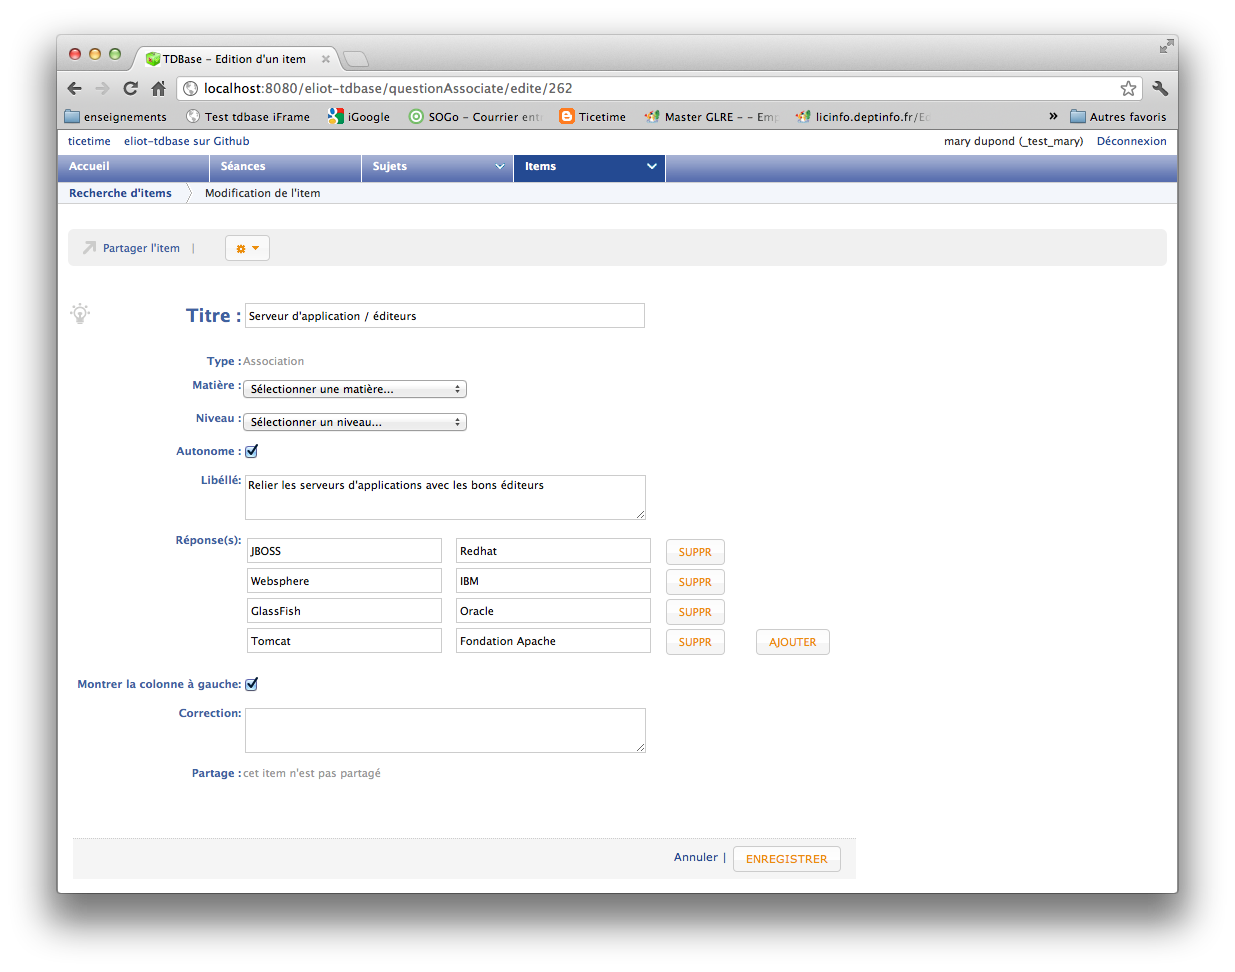 TDBase – Edition d'un item
localhost:8080/eliot-tdbase/questionAssociate/edite/262
enseignements Test tdbase iFrame iGoogle SOGo – Courrier Ticetime Master GLRE – – licinfo.deptinfo.fr/ » Autres favoris
ticetime eliot-tdbase sur Github mary dupond (_test_mary) Déconnexion
Accueil Séances Sujets Items
Recherche d'items Modification de l'item
Partager l'item |
Titre : Serveur d'application / éditeurs
Type : Association
Matière : Sélectionner une matière...
Niveau : Sélectionner un niveau...
Autonome :
Libéllé: Relier les serveurs d'applications avec les bons éditeurs
Réponse(s): JBOSS Redhat SUPPR
Websphere IBM SUPPR
GlassFish Oracle SUPPR
Tomcat Fondation Apache SUPPR AJOUTER
Montrer la colonne à gauche:
Correction:
Partage : cet item n'est pas partagé
Annuler | ENREGISTRER